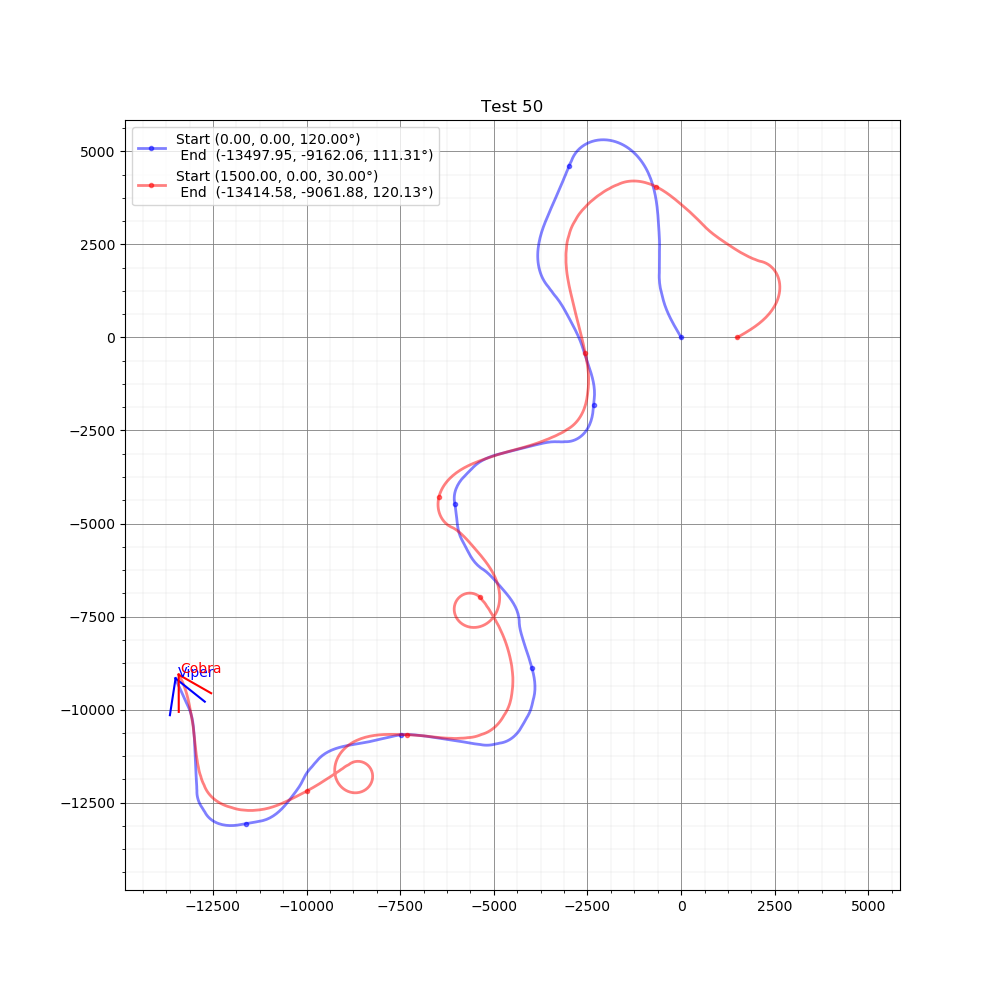 Test 50
Start (0.00, 0.00, 120.00°)
End  (-13497.95, -9162.06, 111.31°)
Start (1500.00, 0.00, 30.00°)
End  (-13414.58, -9061.88, 120.13°)
5000
2500
0
−2500
−5000
−7500
−10000
−12500
Cobra
Viper
−12500 −10000 −7500 −5000 −2500 0 2500 5000